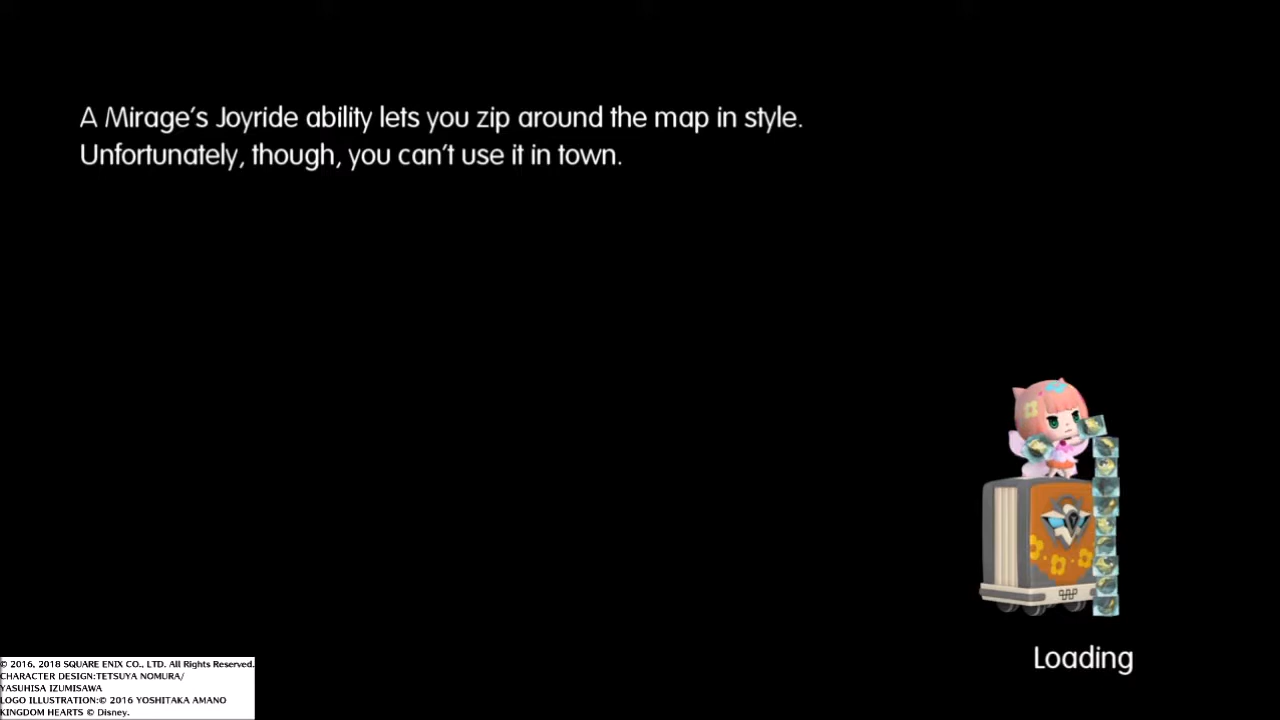 A Mirage's Joyride ability lets you zip around the map in style.
Unfortunately, though, you can't use it in town.
Loading
© 2016, 2018 SQUARE ENIX CO., LTD. All Rights Reserved.
CHARACTER DESIGN:TETSUYA NOMURA/
YASUHISA IZUMISAWA
LOGO ILLUSTRATION:© 2016 YOSHITAKA AMANO
KINGDOM HEARTS © Disney.